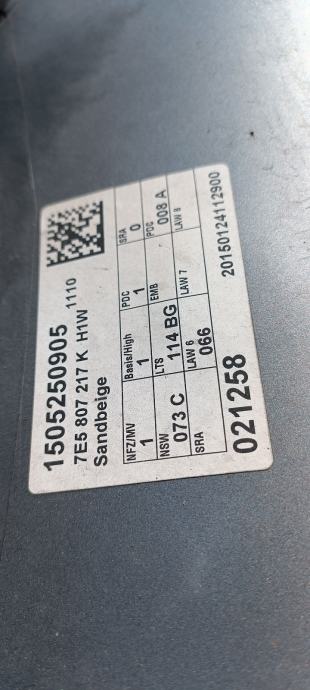 1505250905
7E5 807 217 K H1W 1110
Sandbeige
NFZ/MV Basis/High PDC SRA
1 1 1 0
NSW LTS EMB PDC
073 C 114 BG 008 A
SRA LAW 6 LAW 7 LAW 8
066
021258 20150124112900